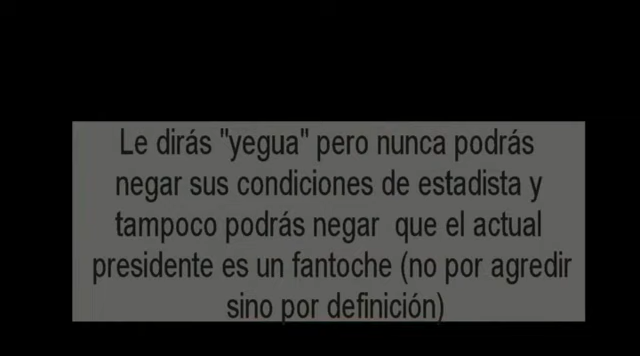 Le dirás "yegua" pero nunca podrás
negar sus condiciones de estadista y
tampoco podrás negar  que el actual
presidente es un fantoche (no por agredir
sino por definición)